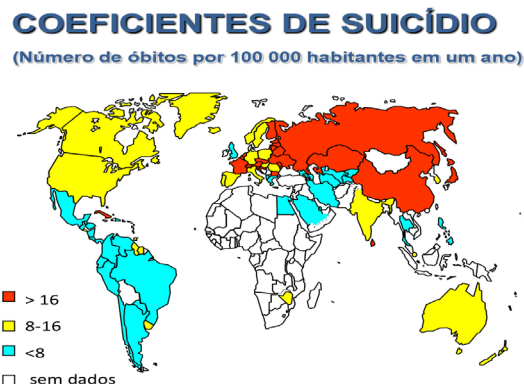 COEFICIENTES DE SUICÍDIO
(Número de óbitos por 100 000 habitantes em um ano)
> 16
8-16
<8
sem dados